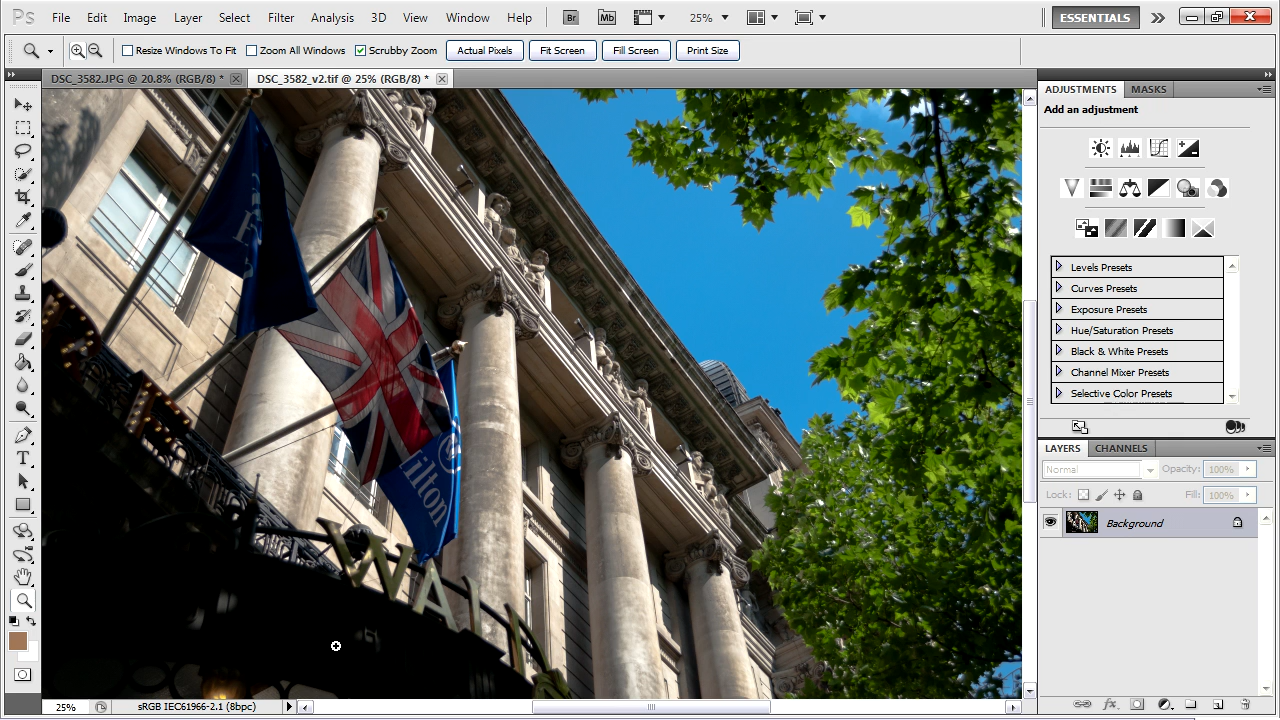 Ps File Edit Image Layer Select Filter Analysis 3D View Window Help Br Mb 25% ESSENTIALS
Resize Windows To Fit Zoom All Windows Scrubby Zoom Actual Pixels Fit Screen Fill Screen Print Size
DSC_3582.JPG @ 20.8% (RGB/8) * DSC_3582_v2.tif @ 25% (RGB/8) *
ADJUSTMENTS MASKS
Add an adjustment
Levels Presets
Curves Presets
Exposure Presets
Hue/Saturation Presets
Black & White Presets
Channel Mixer Presets
Selective Color Presets
LAYERS CHANNELS
Normal Opacity: 100%
Lock: Fill: 100%
Background
ilton
WAL
25% sRGB IEC61966-2.1 (8bpc)